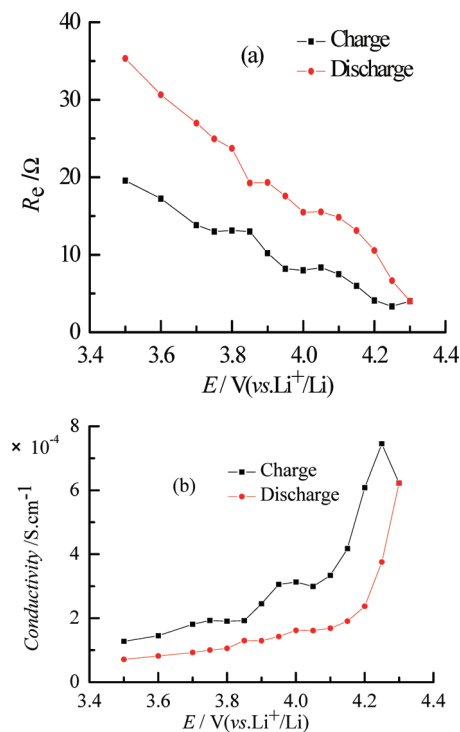 (a)
Charge
Discharge
40
30
20
10
0
Re /Ω
3.4 3.6 3.8 4.0 4.2 4.4
E / V(vs.Li⁺/Li)
× 10⁻⁴
8
6
4
2
0
(b)
Charge
Discharge
Conductivity /S.cm⁻¹
3.4 3.6 3.8 4.0 4.2 4.4
E / V(vs.Li⁺/Li)